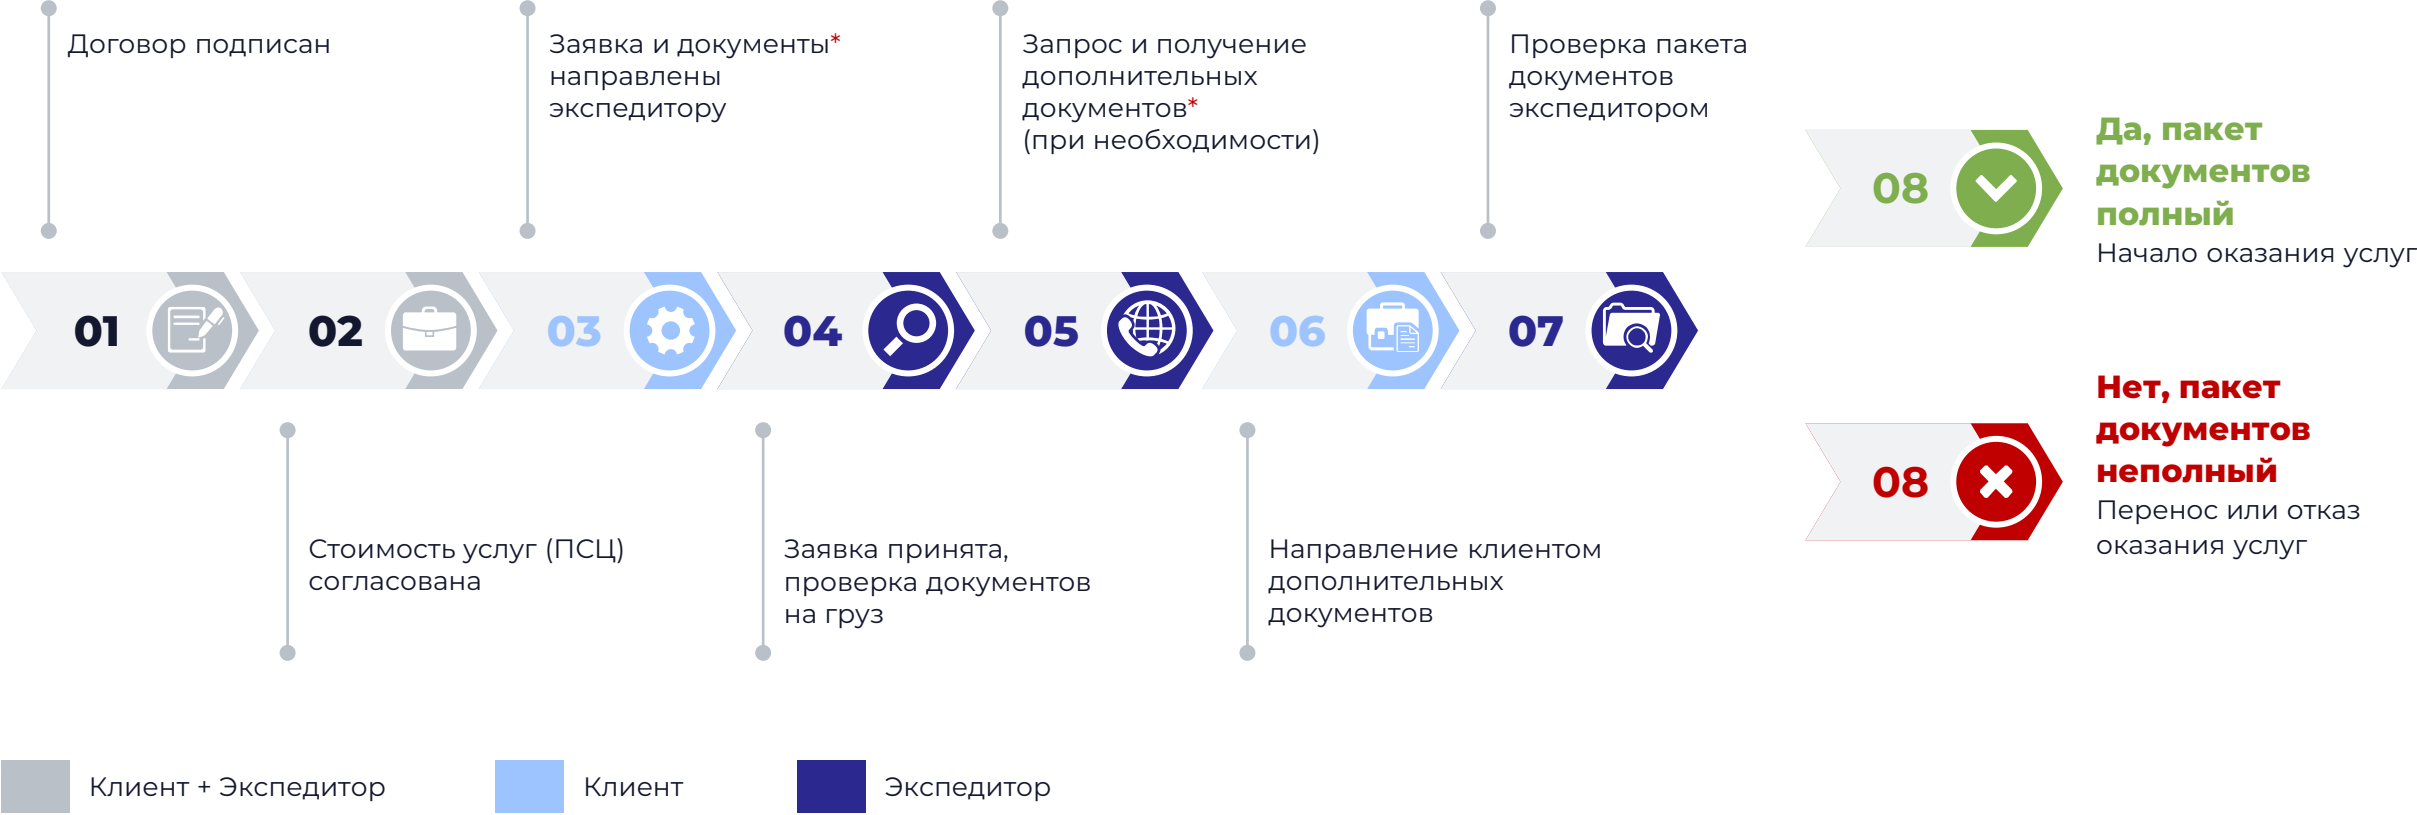 Договор подписан
Заявка и документы*
направлены
экспедитору
Запрос и получение
дополнительных
документов*
(при необходимости)
Проверка пакета
документов
экспедитором
01
02
03
04
05
06
07
Стоимость услуг (ПСЦ)
согласована
Заявка принята,
проверка документов
на груз
Направление клиентом
дополнительных
документов
08
Да, пакет
документов
полный
Начало оказания услуг
08
Нет, пакет
документов
неполный
Перенос или отказ
оказания услуг
Клиент + Экспедитор
Клиент
Экспедитор